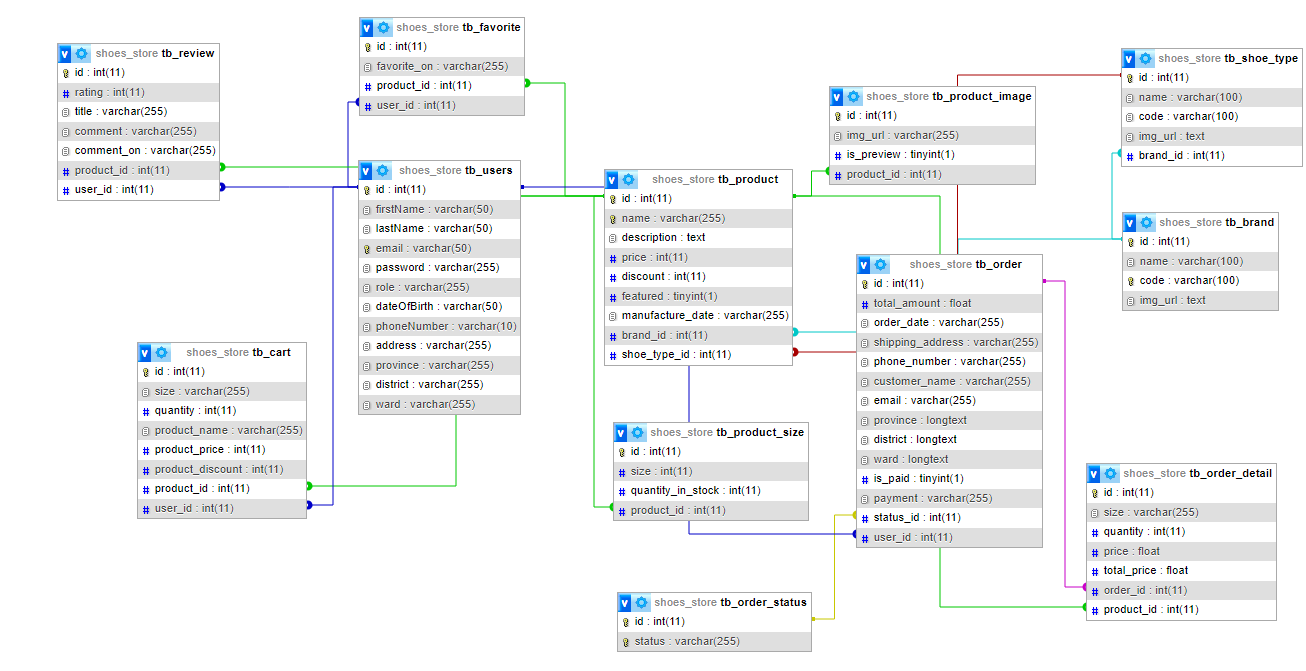 shoes_store tb_review
id : int(11)
rating : int(11)
title : varchar(255)
comment : varchar(255)
comment_on : varchar(255)
product_id : int(11)
user_id : int(11)
shoes_store tb_favorite
id : int(11)
favorite_on : varchar(255)
product_id : int(11)
user_id : int(11)
shoes_store tb_users
id : int(11)
firstName : varchar(50)
lastName : varchar(50)
email : varchar(50)
password : varchar(255)
role : varchar(255)
dateOfBirth : varchar(50)
phoneNumber : varchar(10)
address : varchar(255)
province : varchar(255)
district : varchar(255)
ward : varchar(255)
shoes_store tb_cart
id : int(11)
size : varchar(255)
quantity : int(11)
product_name : varchar(255)
product_price : int(11)
product_discount : int(11)
product_id : int(11)
user_id : int(11)
shoes_store tb_product
id : int(11)
name : varchar(255)
description : text
price : int(11)
discount : int(11)
featured : tinyint(1)
manufacture_date : varchar(255)
brand_id : int(11)
shoe_type_id : int(11)
shoes_store tb_product_size
id : int(11)
size : int(11)
quantity_in_stock : int(11)
product_id : int(11)
shoes_store tb_order_status
id : int(11)
status : varchar(255)
shoes_store tb_product_image
id : int(11)
img_url : varchar(255)
is_preview : tinyint(1)
product_id : int(11)
shoes_store tb_order
id : int(11)
total_amount : float
order_date : varchar(255)
shipping_address : varchar(255)
phone_number : varchar(255)
customer_name : varchar(255)
email : varchar(255)
province : longtext
district : longtext
ward : longtext
is_paid : tinyint(1)
payment : varchar(255)
status_id : int(11)
user_id : int(11)
shoes_store tb_shoe_type
id : int(11)
name : varchar(100)
code : varchar(100)
img_url : text
brand_id : int(11)
shoes_store tb_brand
id : int(11)
name : varchar(100)
code : varchar(100)
img_url : text
shoes_store tb_order_detail
id : int(11)
size : varchar(255)
quantity : int(11)
price : float
total_price : float
order_id : int(11)
product_id : int(11)